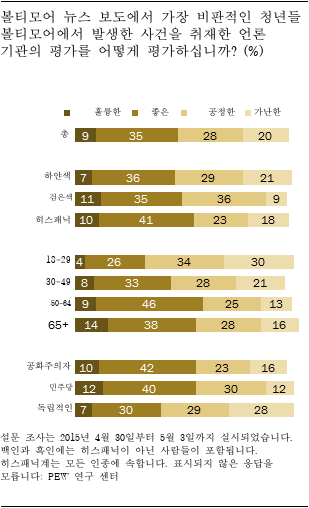 볼티모어 뉴스 보도에서 가장 비판적인 청년들
볼티모어에서 발생한 사건을 취재한 언론
기관의 평가를 어떻게 평가하십니까? (%)
훌륭한 좋은 공정한 가난한
총 9 35 28 20
하얀색 7 36 29 21
검은색 11 35 36 9
히스패닉 10 41 23 18
18-29 4 26 34 30
30-49 8 33 28 21
50-64 9 46 25 13
65+ 14 38 28 16
공화주의자 10 42 23 16
민주당 12 40 30 12
독립적인 7 30 29 28
설문 조사는 2015년 4월 30일부터 5월 3일까지 실시되었습니다.
백인과 흑인에는 히스패닉이 아닌 사람들이 포함됩니다.
히스패닉계는 모든 인종에 속합니다. 표시되지 않은 응답을
모릅니다: PEW 연구 센터